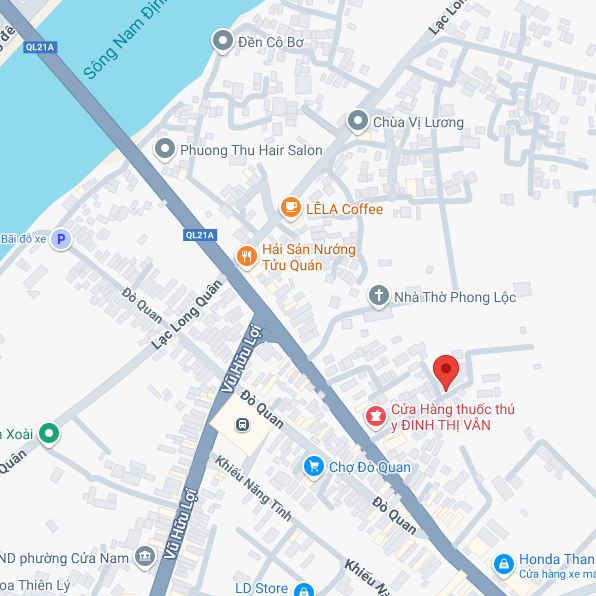 QL21A
Sông Nam Địn
g đê
Đền Cô Bơ
Lạc Long
Chùa Vị Lương
Phuong Thu Hair Salon
LÊLA Coffee
QL21A
Bãi đỗ xe
P
Hải Sản Nướng
Tửu Quán
Đò Quan
Lạc Long Quân
Nhà Thờ Phong Lộc
Vũ Hữu Lợi
Đò Quan
Cửa Hàng thuốc thú
y ĐINH THỊ VÂN
n Xoài
Quân
Chợ Đò Quan
Khiếu Năng Tĩnh
Đò Quan
Vũ Hữu Lợi
ND phường Cửa Nam
oa Thiên Lý
Khiếu Năng
LD Store
Honda Than
Cửa hàng xe má